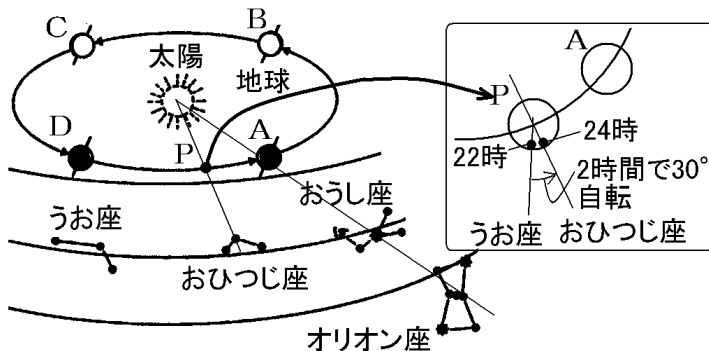 C
B
太陽
地球
D
P
A
うお座
おひつじ座
おうし座
オリオン座
A
P
22時
24時
2時間で30°
自転
うお座
おひつじ座